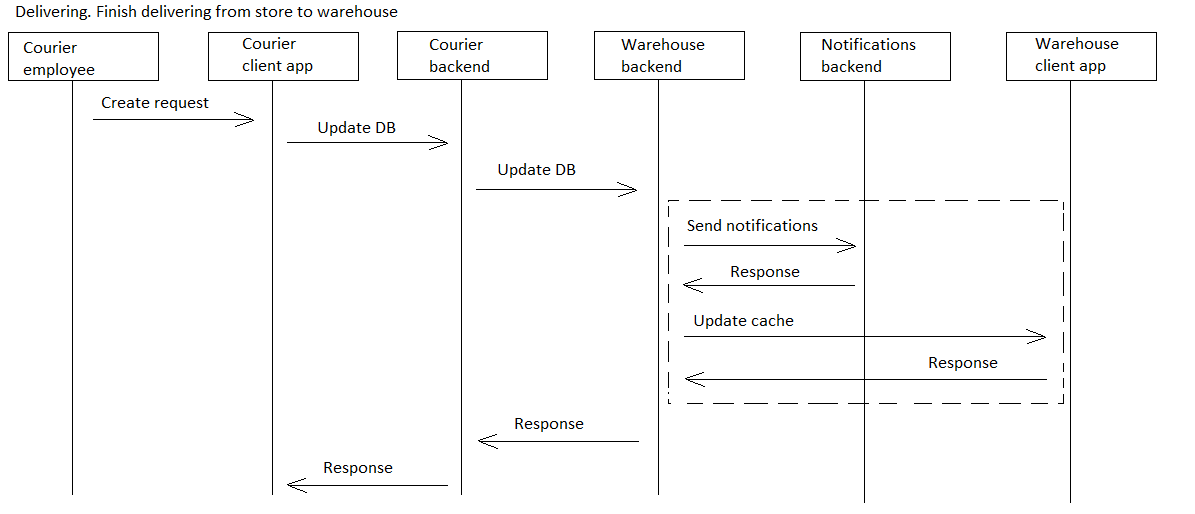 Delivering. Finish delivering from store to warehouse
Courier
employee
Courier
client app
Courier
backend
Warehouse
backend
Notifications
backend
Warehouse
client app
Create request
Update DB
Update DB
Send notifications
Response
Update cache
Response
Response
Response